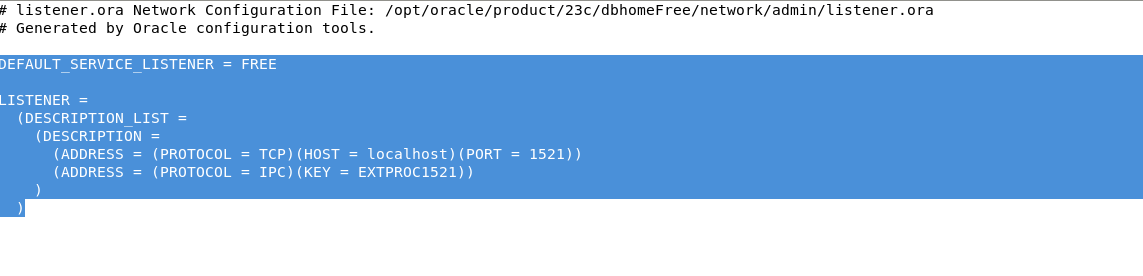 # listener.ora Network Configuration File: /opt/oracle/product/23c/dbhomeFree/network/admin/listener.ora
# Generated by Oracle configuration tools.

DEFAULT_SERVICE_LISTENER = FREE

LISTENER =
  (DESCRIPTION_LIST =
    (DESCRIPTION =
      (ADDRESS = (PROTOCOL = TCP)(HOST = localhost)(PORT = 1521))
      (ADDRESS = (PROTOCOL = IPC)(KEY = EXTPROC1521))
    )
  )